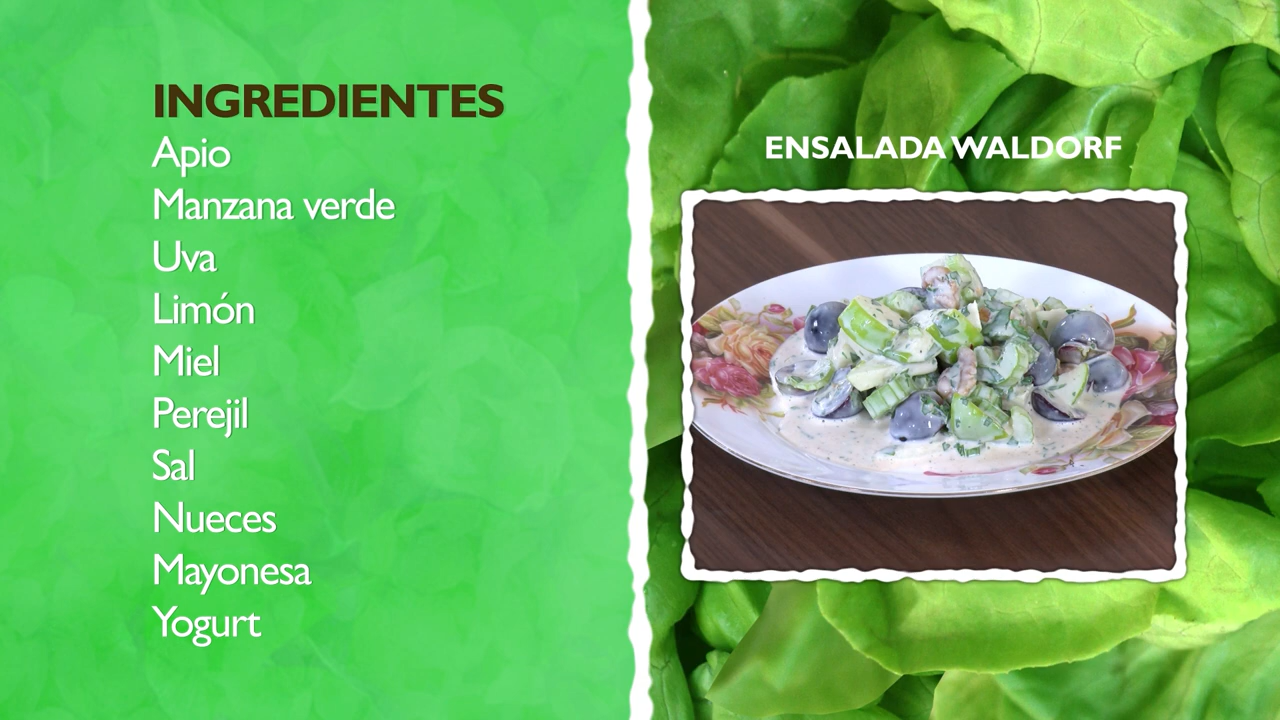 INGREDIENTES
Apio
Manzana verde
Uva
Limón
Miel
Perejil
Sal
Nueces
Mayonesa
Yogurt
ENSALADA WALDORF